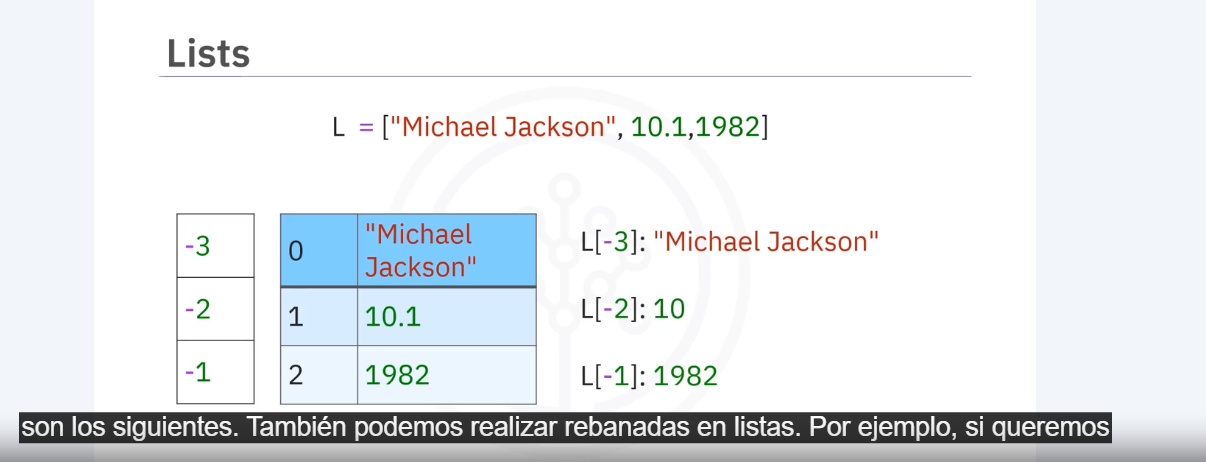 Lists
L = ["Michael Jackson", 10.1,1982]
-3
0
"Michael
Jackson"
L[-3]: "Michael Jackson"
-2
1
10.1
L[-2]: 10
-1
2
1982
L[-1]: 1982
son los siguientes. También podemos realizar rebanadas en listas. Por ejemplo, si queremos